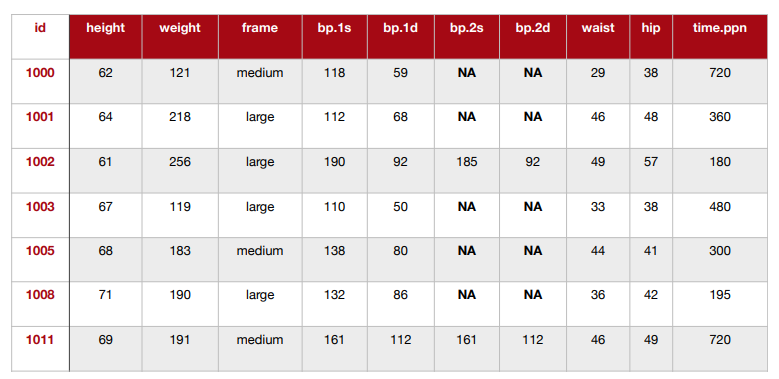 id height weight frame bp.1s bp.1d bp.2s bp.2d waist hip time.ppn
1000 62 121 medium 118 59 NA NA 29 38 720
1001 64 218 large 112 68 NA NA 46 48 360
1002 61 256 large 190 92 185 92 49 57 180
1003 67 119 large 110 50 NA NA 33 38 480
1005 68 183 medium 138 80 NA NA 44 41 300
1008 71 190 large 132 86 NA NA 36 42 195
1011 69 191 medium 161 112 161 112 46 49 720